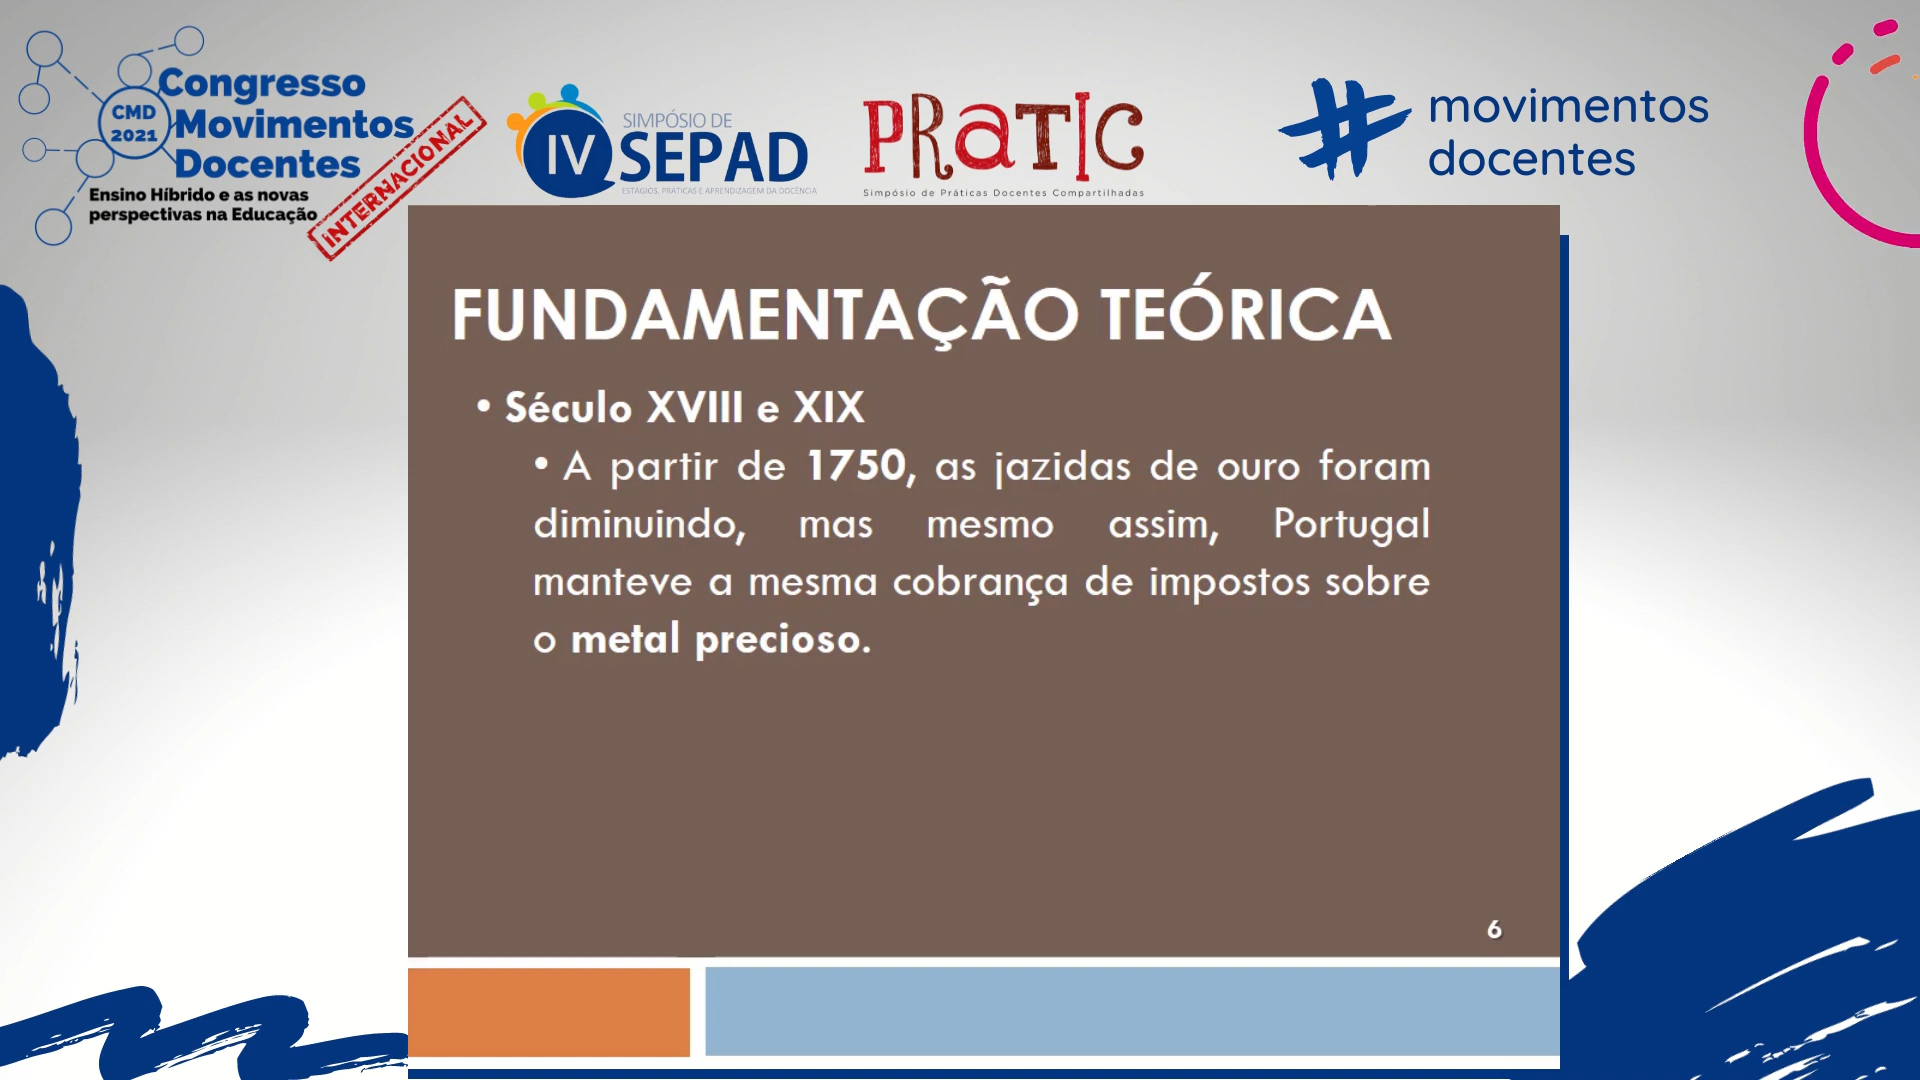 Congresso
CMD
2021
Movimentos
Docentes
Ensino Híbrido e as novas
perspectivas na Educação
INTERNACIONAL
IV
SIMPÓSIO DE
SEPAD
ESTÁGIOS, PRÁTICAS E APRENDIZAGEM DA DOCÊNCIA
PRATIC
Simpósio de Práticas Docentes Compartilhadas
# movimentos
docentes
FUNDAMENTAÇÃO TEÓRICA
• Século XVIII e XIX
• A partir de 1750, as jazidas de ouro foram
diminuindo, mas mesmo assim, Portugal
manteve a mesma cobrança de impostos sobre
o metal precioso.
6